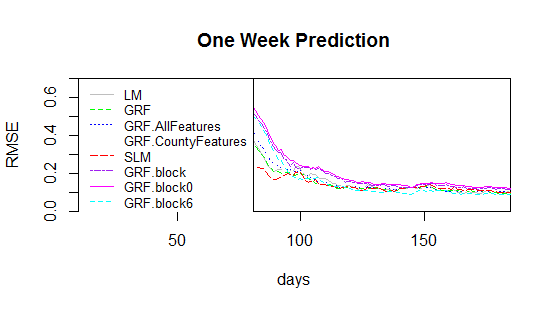 One Week Prediction
RMSE
0.6
0.4
0.2
0.0
LM
GRF
GRF.AllFeatures
GRF.CountyFeatures
SLM
GRF.block
GRF.block0
GRF.block6
50
100
150
days